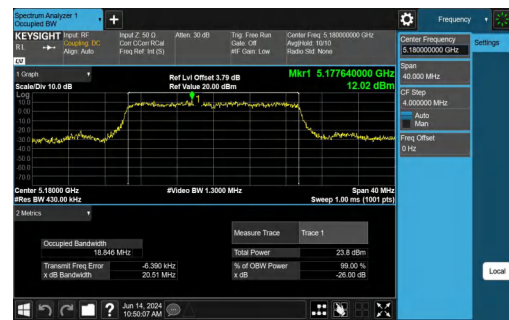 Spectrum Analyzer 1
Occupied BW
Frequency
KEYSIGHT
Input: RF
Input Z: 50 Ω
Atten: 30 dB
Trig: Free Run
Center Freq: 5.180000000 GHz
RL
Coupling: DC
Corr CCorr RCal
Gate: Off
Avg|Hold: 10/10
Align: Auto
Freq Ref: Int (S)
#IF Gain: Low
Radio Std: None
LW
Center Frequency
5.180000000 GHz
Settings
Span
40.000 MHz
CF Step
4.000000 MHz
Auto
Man
Freq Offset
0 Hz
1 Graph
Ref Lvl Offset 3.79 dB
Mkr1 5.177640000 GHz
Scale/Div 10.0 dB
Ref Value 20.00 dBm
12.02 dBm
Log
1
10.0
0.00
-10.0
-20.0
-30.0
-40.0
-50.0
-60.0
-70.0
Center 5.18000 GHz
#Video BW 1.3000 MHz
Span 40 MHz
#Res BW 430.00 kHz
Sweep 1.00 ms (1001 pts)
2 Metrics
Measure Trace
Trace 1
Occupied Bandwidth
18.846 MHz
Total Power
23.8 dBm
Transmit Freq Error
-6.390 kHz
% of OBW Power
99.00 %
x dB Bandwidth
20.51 MHz
x dB
-26.00 dB
Local
Jun 14, 2024
10:50:07 AM